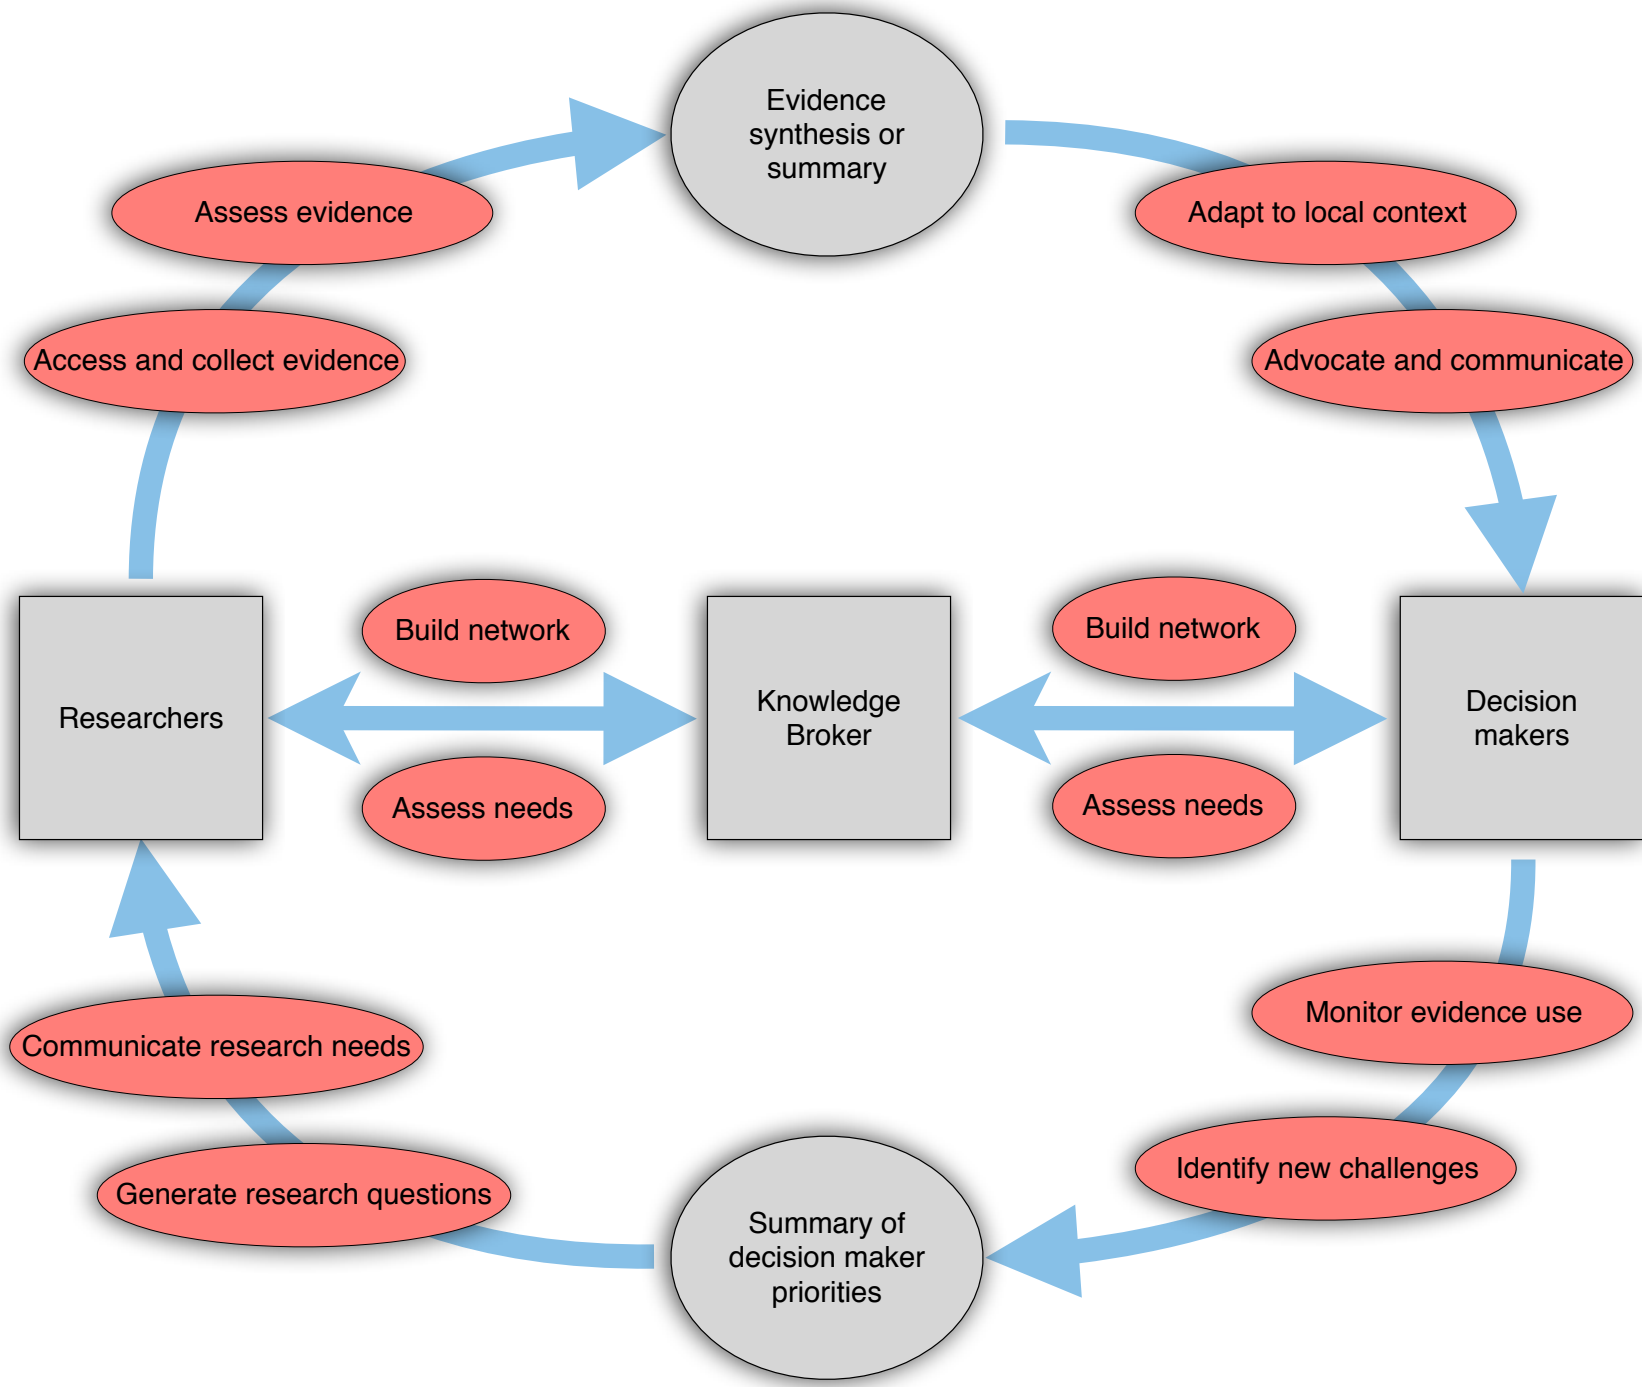 Evidence
synthesis or
summary
Assess evidence
Adapt to local context
Access and collect evidence
Advocate and communicate
Build network
Build network
Researchers
Knowledge
Broker
Decision
makers
Assess needs
Assess needs
Monitor evidence use
Communicate research needs
Identify new challenges
Generate research questions
Summary of
decision maker
priorities